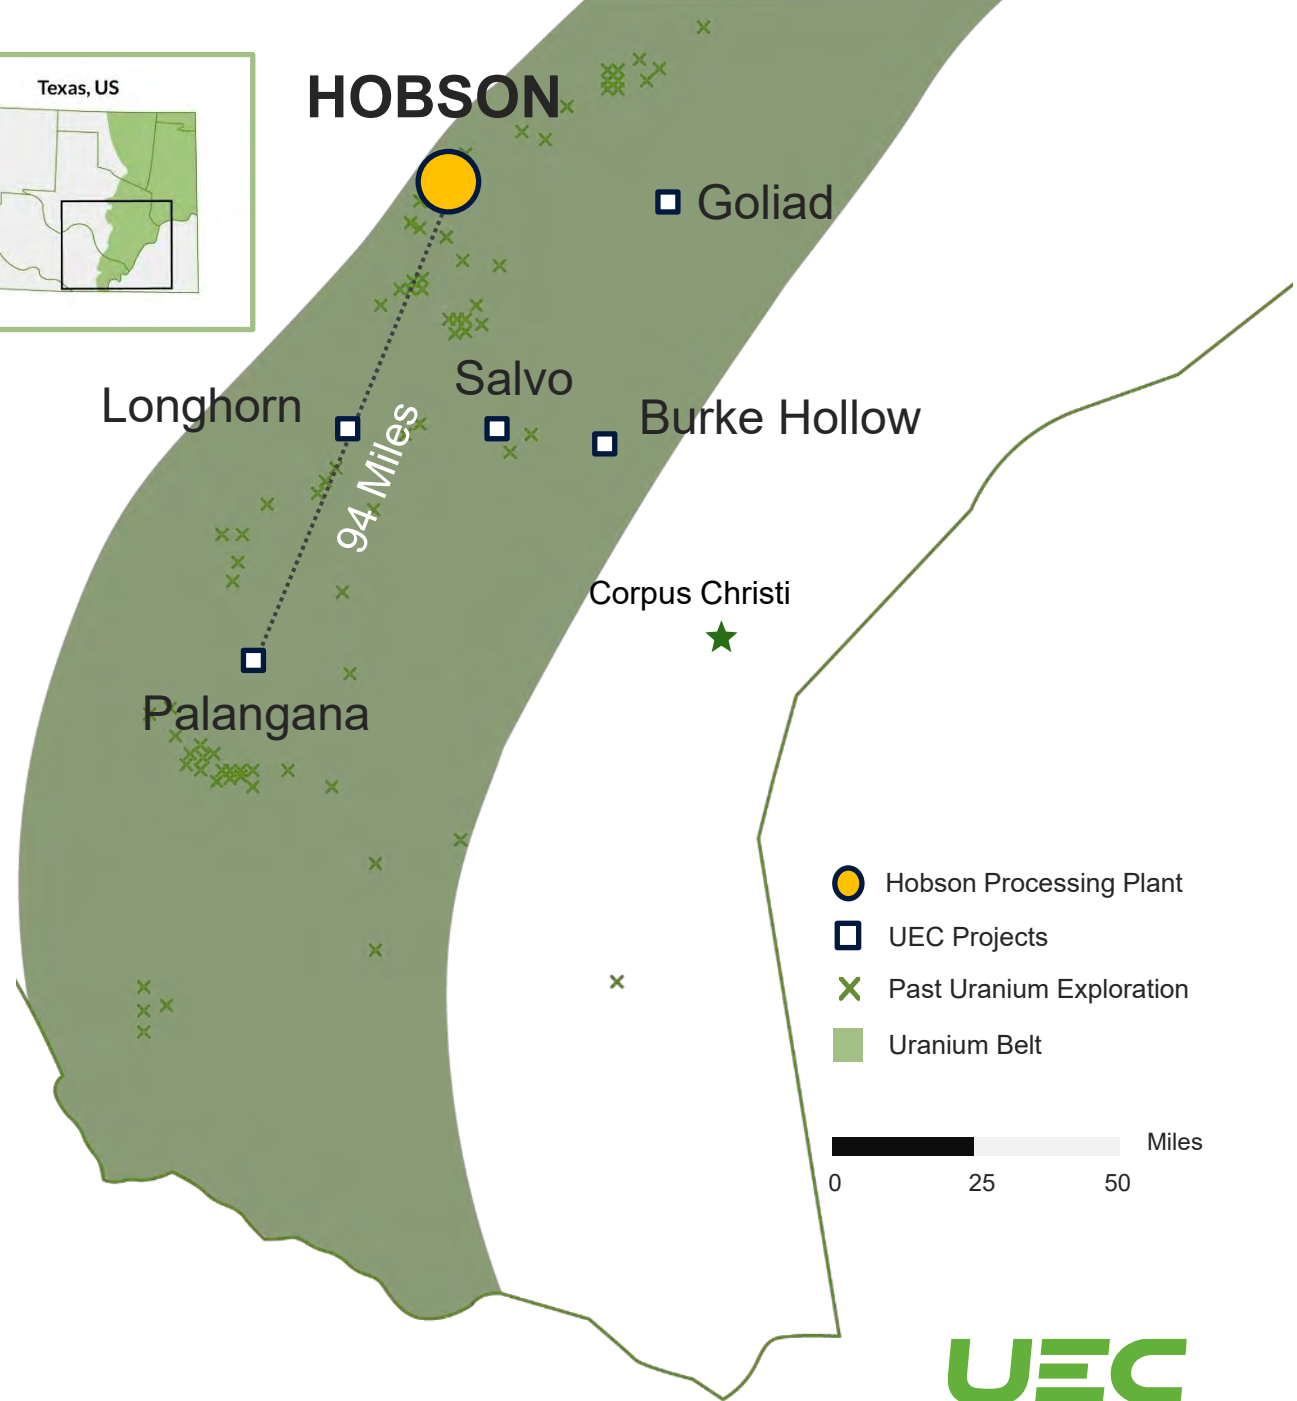 Texas, US
HOBSON
Goliad
Salvo
Longhorn
Burke Hollow
94 Miles
Corpus Christi
Palangana
Hobson Processing Plant
UEC Projects
Past Uranium Exploration
Uranium Belt
Miles
0 25 50
UEC